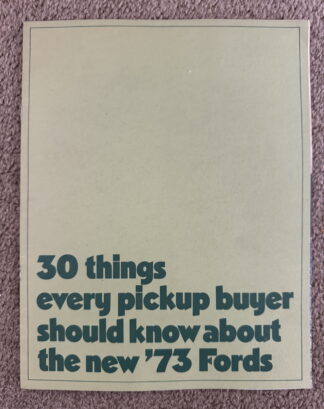 30 things
every pickup buyer
should know about
the new '73 Fords